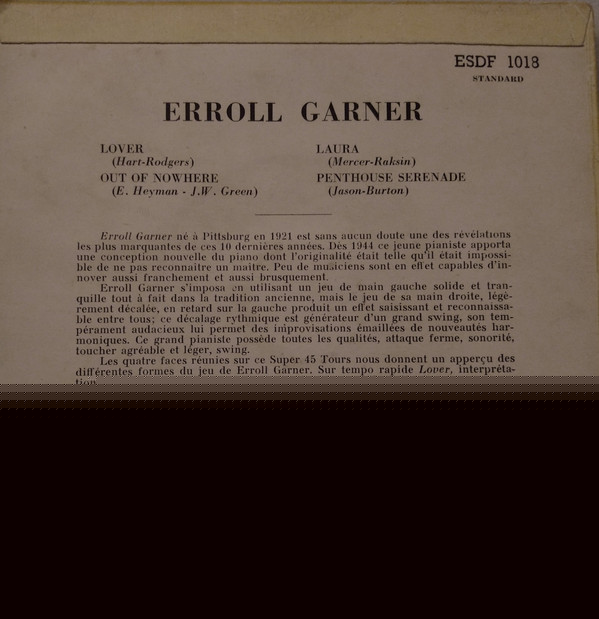 ESDF 1018
STANDARD
ERROLL GARNER
LOVER
(Hart-Rodgers)
OUT OF NOWHERE
(E. Heyman - J.W. Green)
LAURA
(Mercer-Raksin)
PENTHOUSE SERENADE
(Jason-Burton)
Erroll Garner né à Pittsburg en 1921 est sans aucun doute une des révélations
les plus marquantes de ces 10 dernières années. Dès 1944 ce jeune pianiste apporta
une conception nouvelle du piano dont l'originalité était telle qu'il était impossi-
ble de ne pas reconnaitre un maitre. Peu de musiciens sont en effet capables d'in-
nover aussi franchement et aussi brusquement.
Erroll Garner s'imposa en utilisant un jeu de main gauche solide et tran-
quille tout à fait dans la tradition ancienne, mais le jeu de sa main droite, légè-
rement décalée, en retard sur la gauche produit un effet saisissant et reconnaissa-
ble entre tous; ce décalage rythmique est générateur d'un grand swing, son tem-
pérament audacieux lui permet des improvisations émaillées de nouveautés har-
moniques. Ce grand pianiste possède toutes les qualités, attaque ferme, sonorité,
toucher agréable et léger, swing.
Les quatre faces réunies sur ce Super 45 Tours nous donnent un apperçu des
différentes formes du jeu de Erroll Garner. Sur tempo rapide Lover, interpréta-
tion